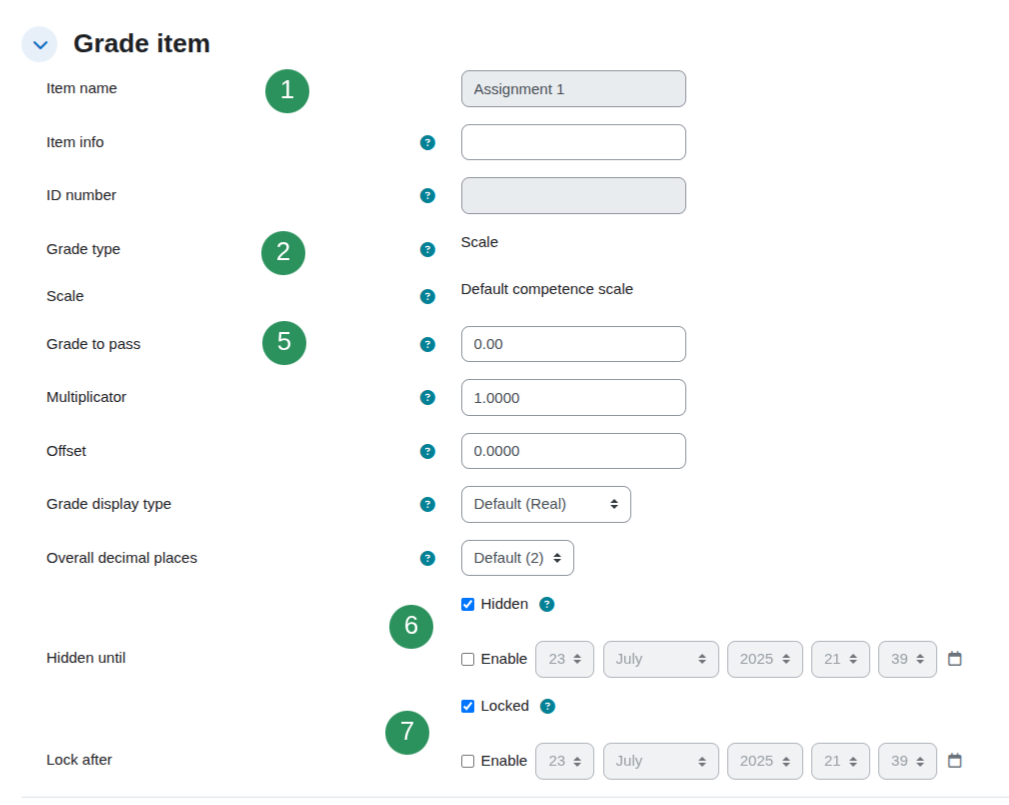 Grade item
Item name 1 Assignment 1
Item info ?
ID number ?
Grade type 2 ? Scale
Scale ? Default competence scale
Grade to pass 5 ? 0.00
Multiplicator ? 1.0000
Offset ? 0.0000
Grade display type ? Default (Real)
Overall decimal places ? Default (2)
6 Hidden ?
Hidden until Enable 23 July 2025 21 39
7 Locked ?
Lock after Enable 23 July 2025 21 39